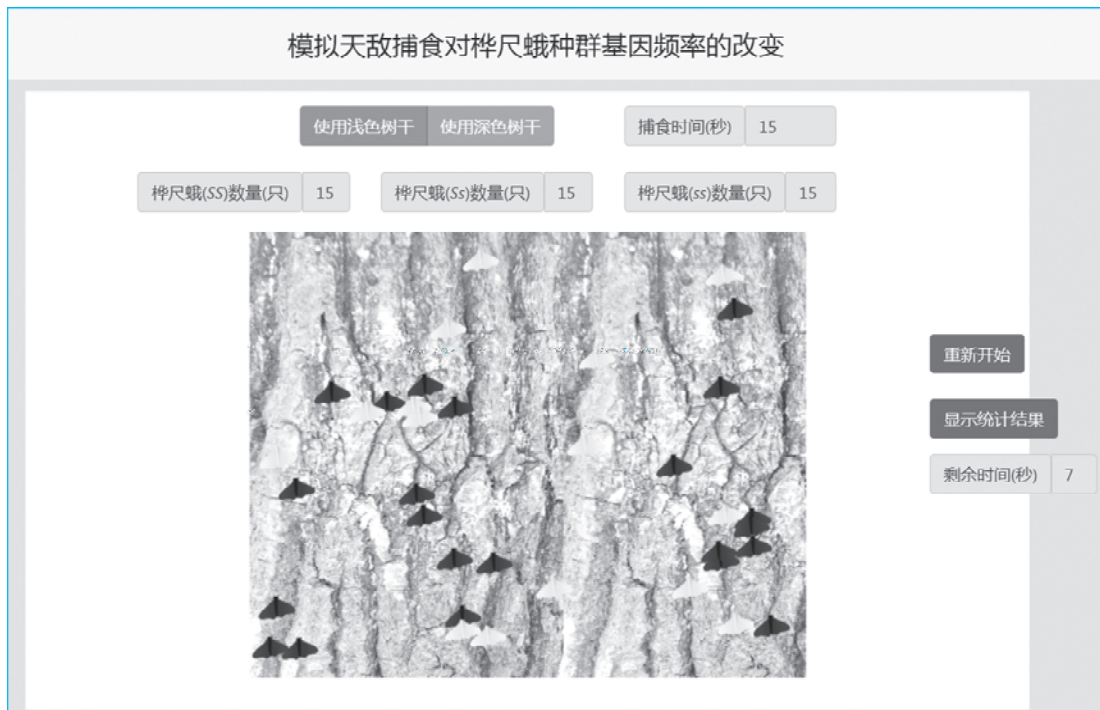 模拟天敌捕食对桦尺蛾种群基因频率的改变
使用浅色树干 使用深色树干 捕食时间(秒) 15
桦尺蛾(SS)数量(只) 15 桦尺蛾(Ss)数量(只) 15 桦尺蛾(ss)数量(只) 15
重新开始
显示统计结果
剩余时间(秒) 7